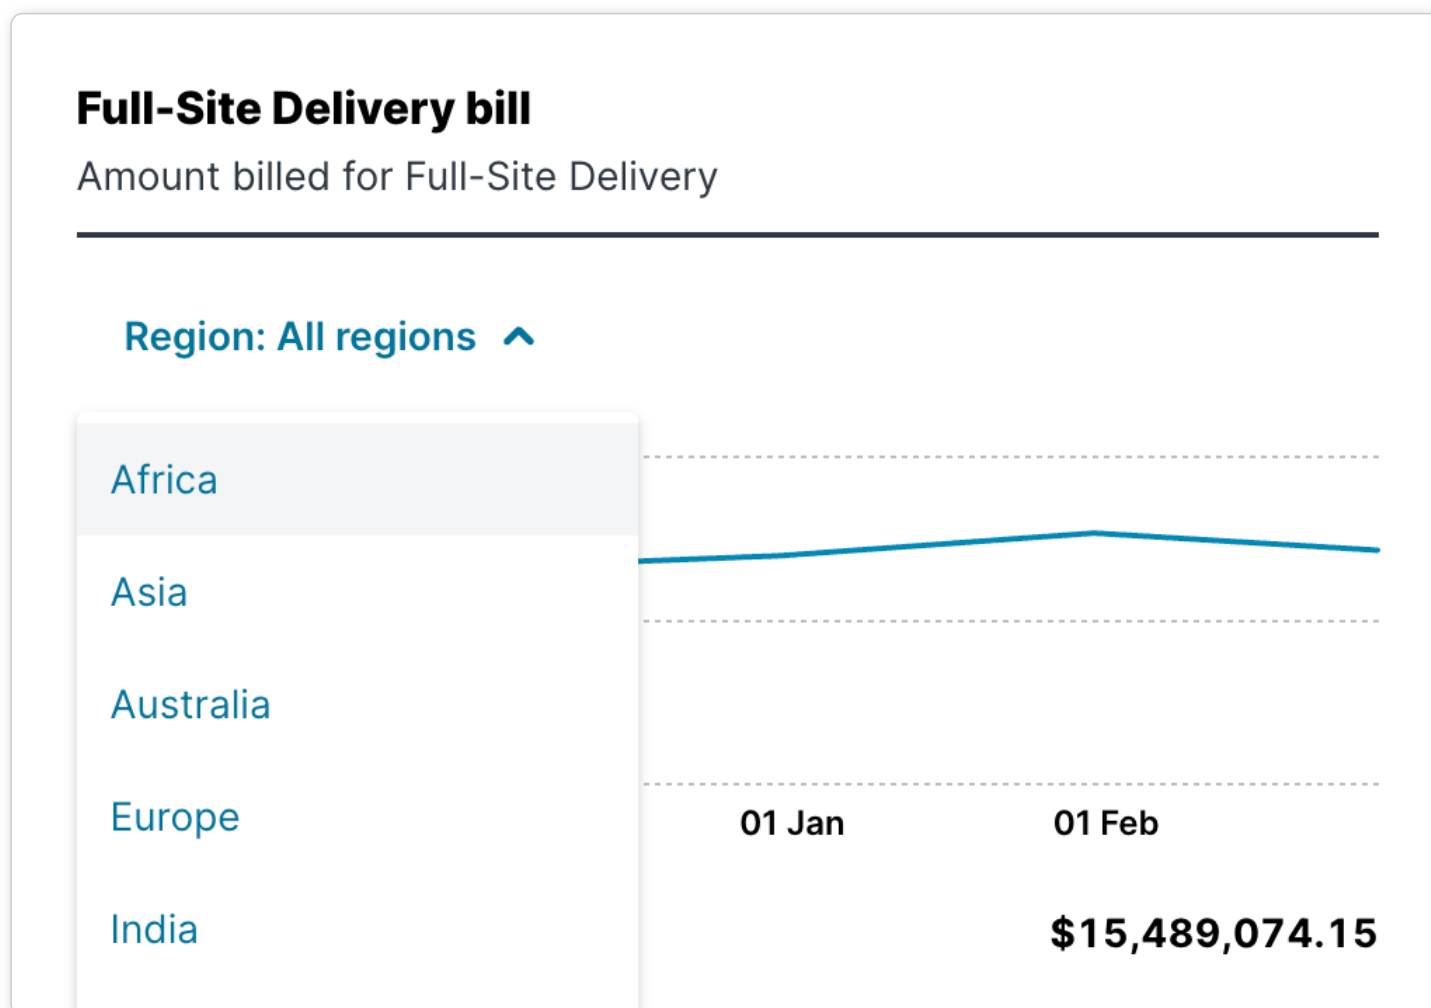 Full-Site Delivery bill
Amount billed for Full-Site Delivery
Region: All regions
Africa
Asia
Australia
Europe
India
01 Jan
01 Feb
$15,489,074.15